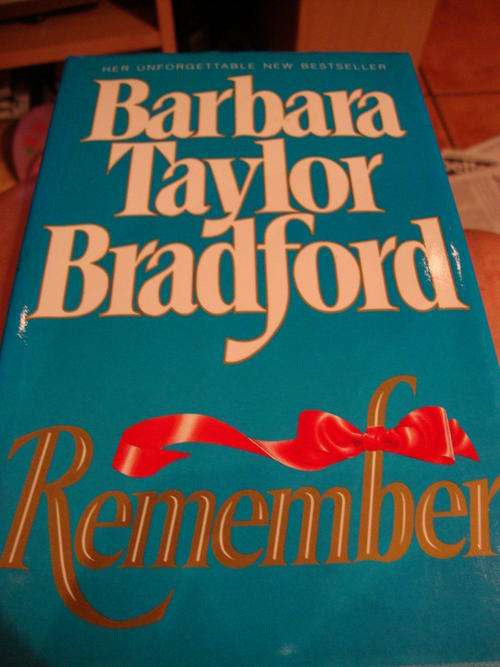 HER UNFORGETTABLE NEW BESTSELLER
Barbara
Taylor
Bradford
Remember